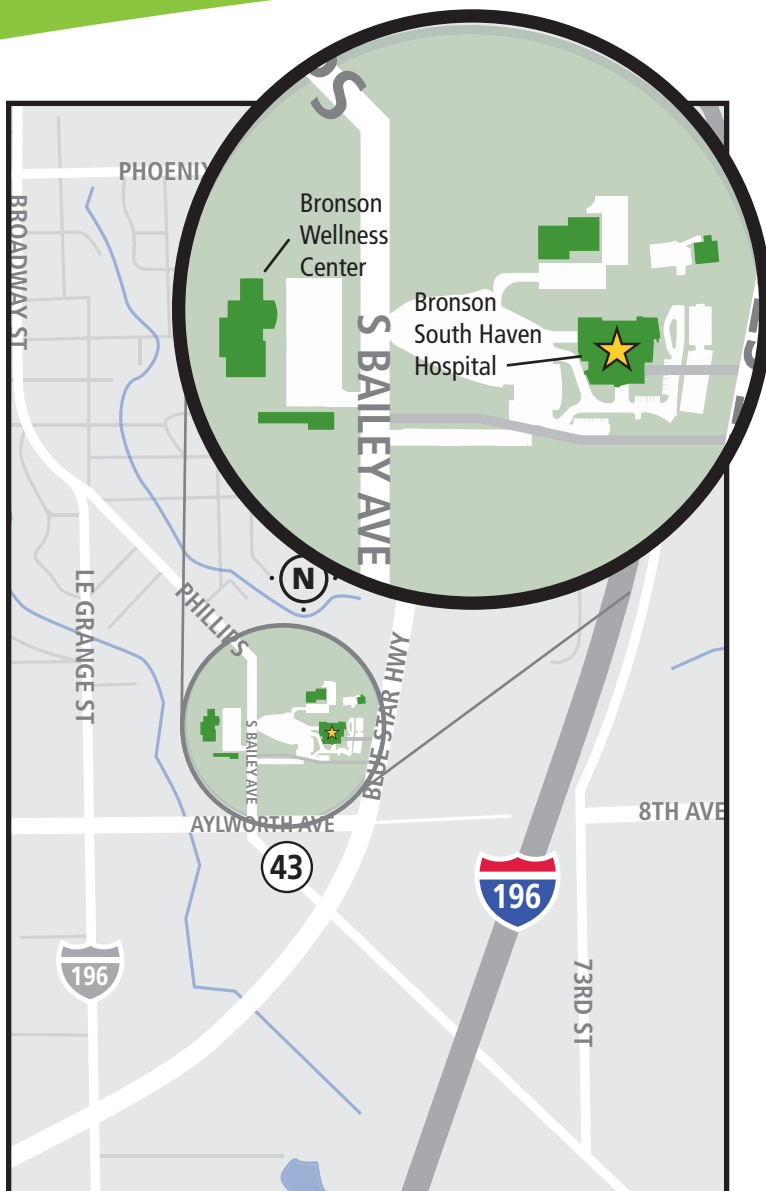 PHOENIX
BROADWAY ST
Bronson
Wellness
Center
S BAILEY AVE
Bronson
South Haven
Hospital
N
LE GRANGE ST
PHILLIPS
S BAILEY AVE
BLUE STAR HWY
AYLWORTH AVE
8TH AVE
43
196
196
73RD ST